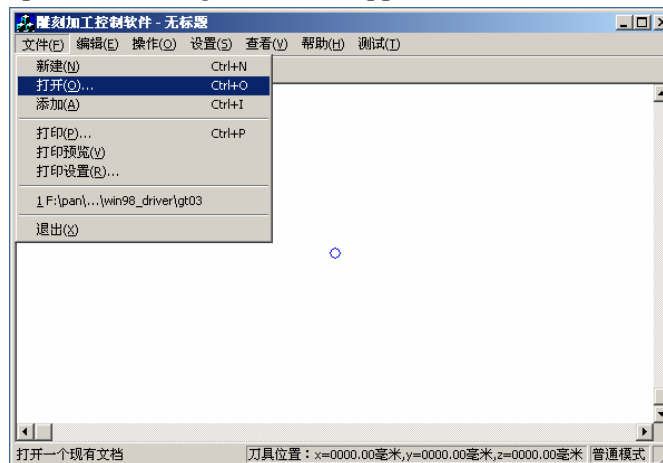 雕刻加工控制软件 - 无标题
文件(F) 编辑(E) 操作(O) 设置(S) 查看(V) 帮助(H) 测试(T)
新建(N) Ctrl+N
打开(O)... Ctrl+O
添加(A) Ctrl+I
打印(P)... Ctrl+P
打印预览(V)
打印设置(R)...
1 F:\pan\...\win98_driver\gt03
退出(X)
打开一个现有文档 刀具位置：x=0000.00毫米,y=0000.00毫米,z=0000.00毫米 普通模式